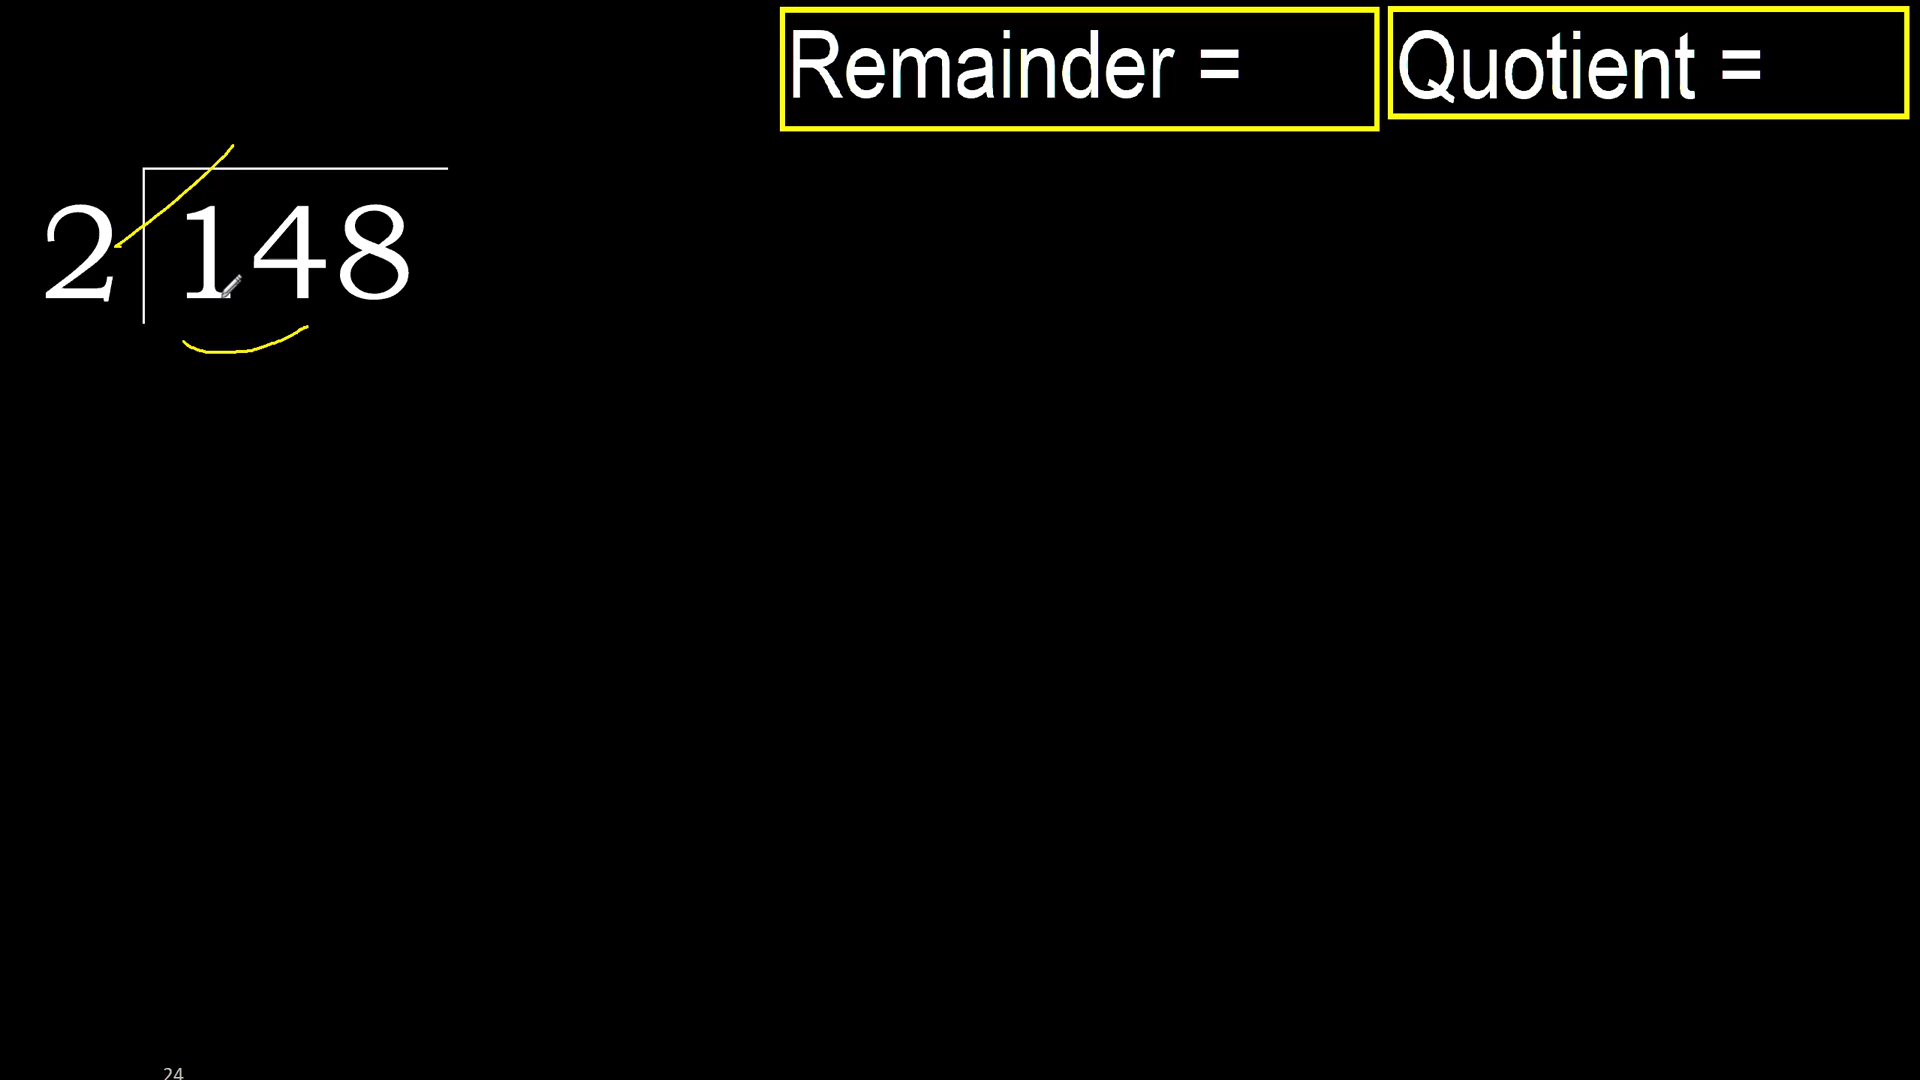 Remainder =
Quotient =
2 148
24